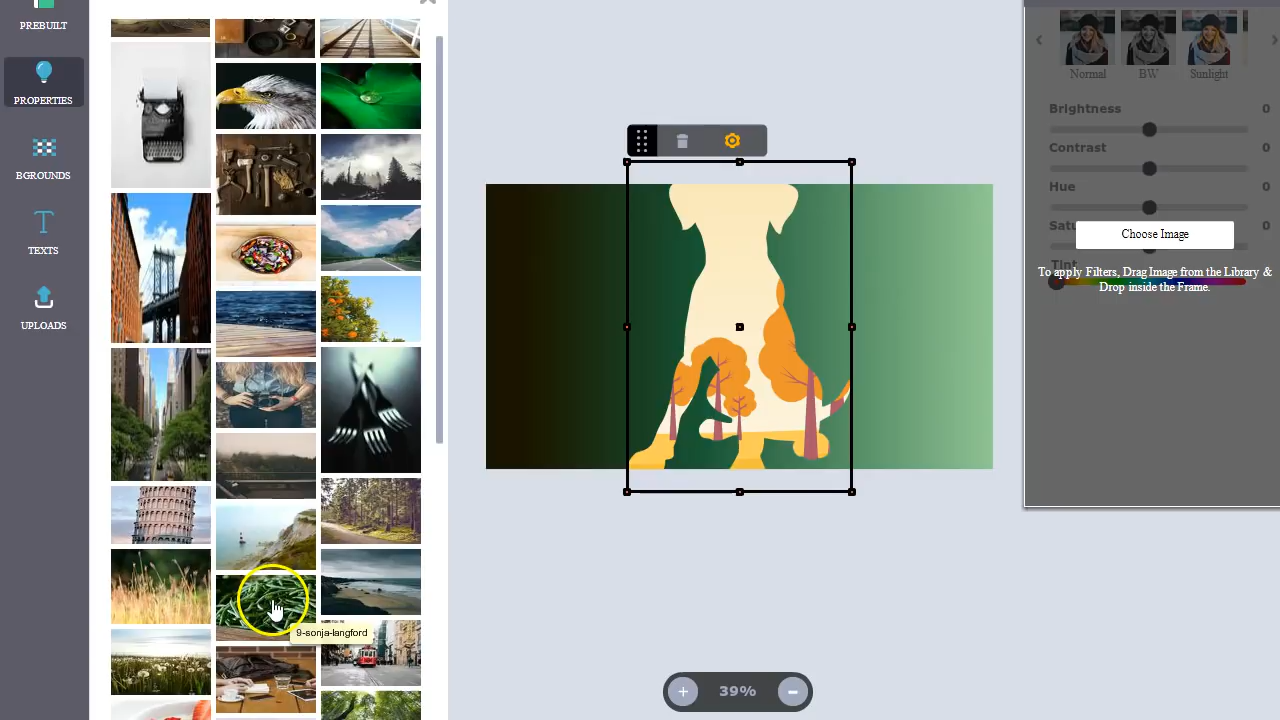 PREBUILT
PROPERTIES
BGROUNDS
TEXTS
9-sonja-langford
39%
Normal
BW
Sunlight
Brightness
0
Contrast
0
Hue
0
0
Choose Image
Tint
To apply Filters, Drag Image from the Library &
Drop inside the Frame.